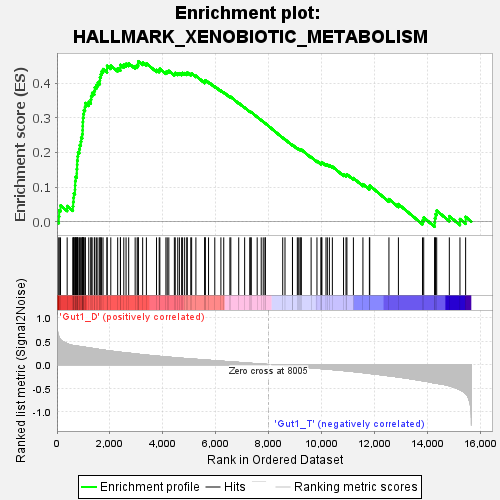 Enrichment plot:
HALLMARK_XENOBIOTIC_METABOLISM
Enrichment score (ES)
0.4
0.3
0.2
0.1
0.0
'Gut1_D' (positively correlated)
Ranked list metric (Signal2Noise)
1.0
0.5
0.0
-0.5
-1.0
Zero cross at 8005
'Gut1_T' (negatively correlated)
0
2,000
4,000
6,000
8,000
10,000
12,000
14,000
16,000
Rank in Ordered Dataset
Enrichment profile
Hits
Ranking metric scores